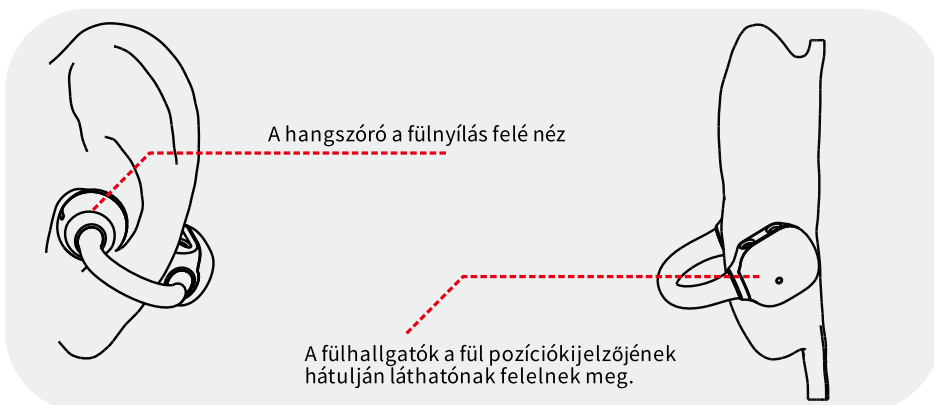 A hangszóró a fülnyílás felé néz
A fülhallgatók a fül pozíciókijelzőjének
hátulján láthatónak felelnek meg.